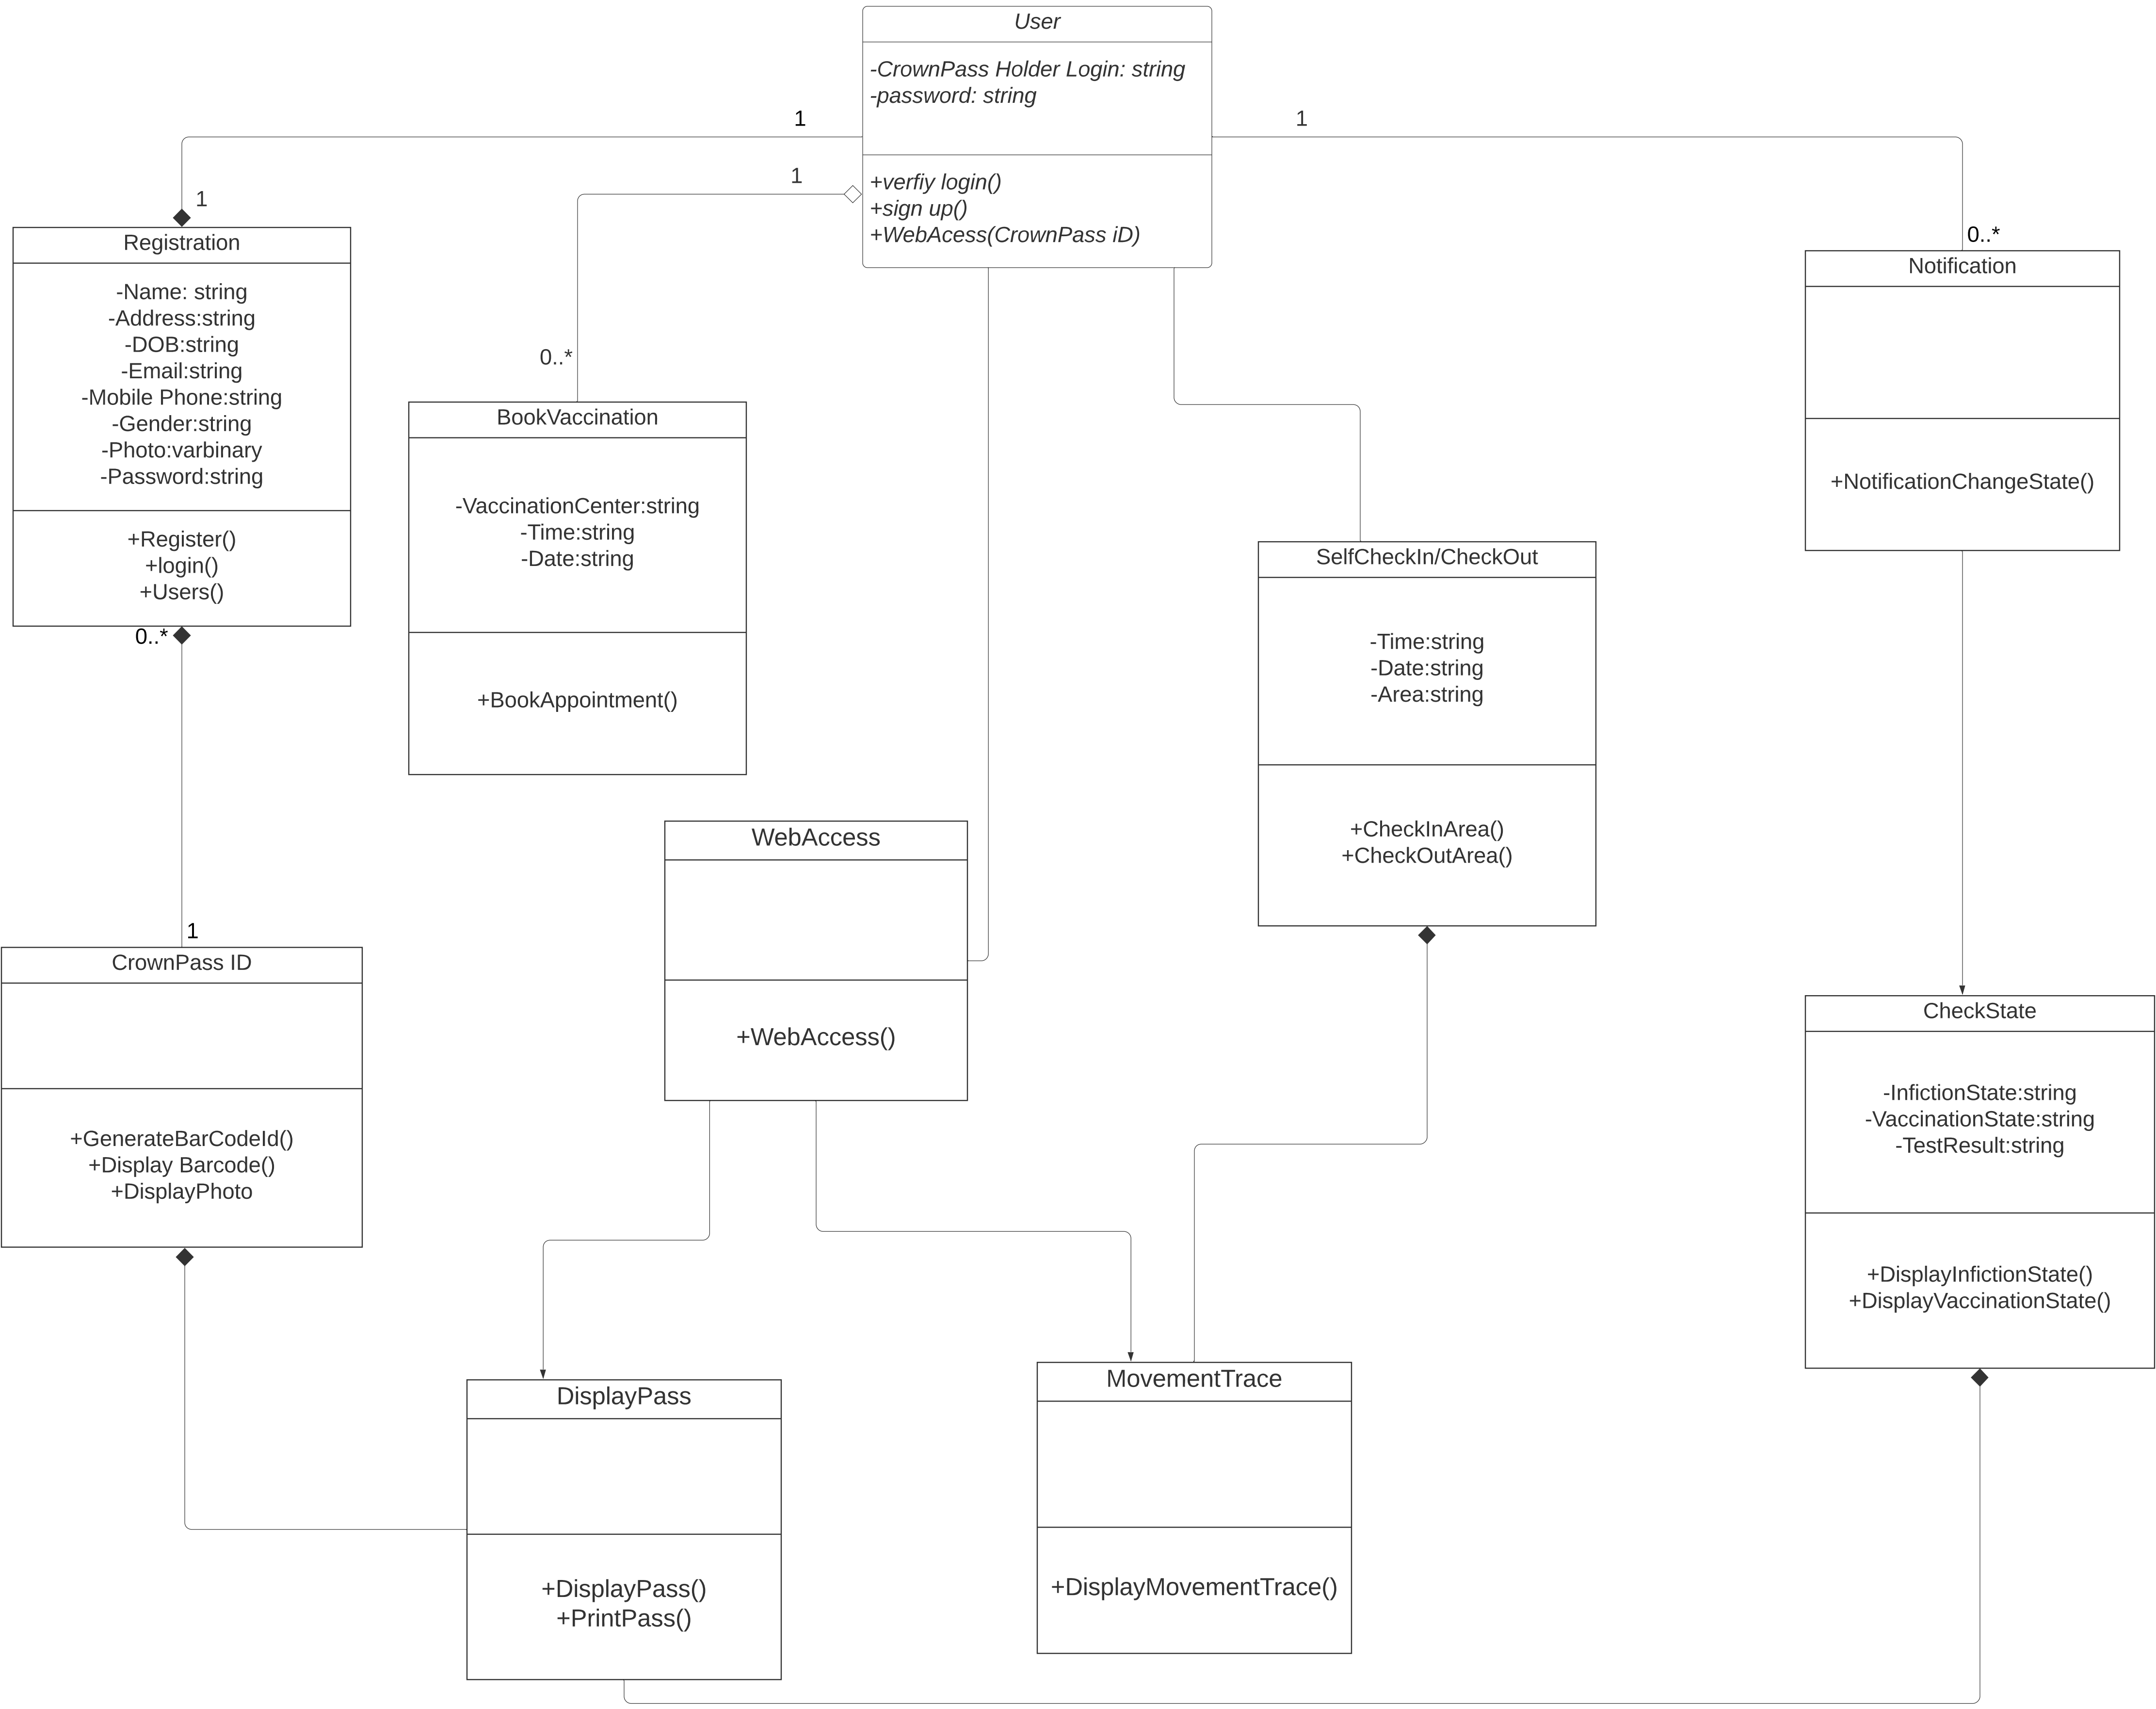 User
-CrownPass Holder Login: string
-password: string
+verfiy login()
+sign up()
+WebAcess(CrownPass iD)
1
1
1
1
0..*
0..*
Registration
-Name: string
-Address:string
-DOB:string
-Email:string
-Mobile Phone:string
-Gender:string
-Photo:varbinary
-Password:string
+Register()
+login()
+Users()
0..*
1
BookVaccination
-VaccinationCenter:string
-Time:string
-Date:string
+BookAppointment()
Notification
+NotificationChangeState()
SelfCheckIn/CheckOut
-Time:string
-Date:string
-Area:string
+CheckInArea()
+CheckOutArea()
WebAccess
+WebAccess()
CrownPass ID
+GenerateBarCodeId()
+Display Barcode()
+DisplayPhoto
CheckState
-InfictionState:string
-VaccinationState:string
-TestResult:string
+DisplayInfictionState()
+DisplayVaccinationState()
DisplayPass
+DisplayPass()
+PrintPass()
MovementTrace
+DisplayMovementTrace()